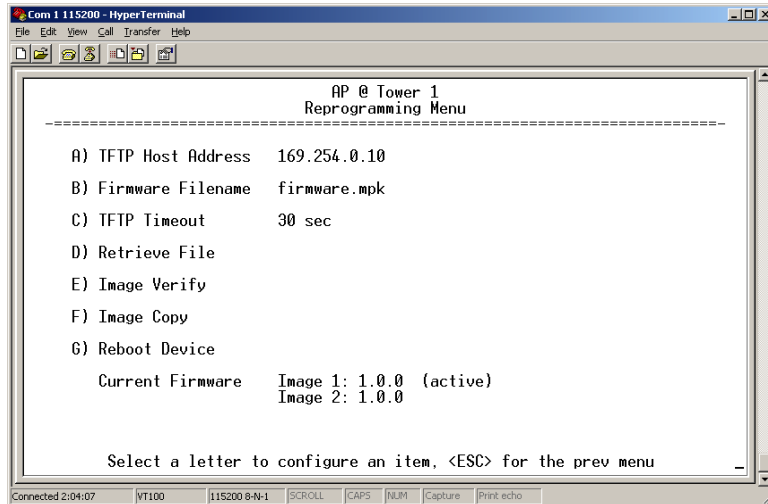 Com 1 115200 - HyperTerminal
File Edit View Call Transfer Help
AP @ Tower 1
Reprogramming Menu
-==========================================================================-
A) TFTP Host Address 169.254.0.10
B) Firmware Filename firmware.mpk
C) TFTP Timeout 30 sec
D) Retrieve File
E) Image Verify
F) Image Copy
G) Reboot Device
Current Firmware Image 1: 1.0.0 (active)
Image 2: 1.0.0
Select a letter to configure an item, <ESC> for the prev menu _
Connected 2:04:07 VT100 115200 8-N-1 SCROLL CAPS NUM Capture Print echo